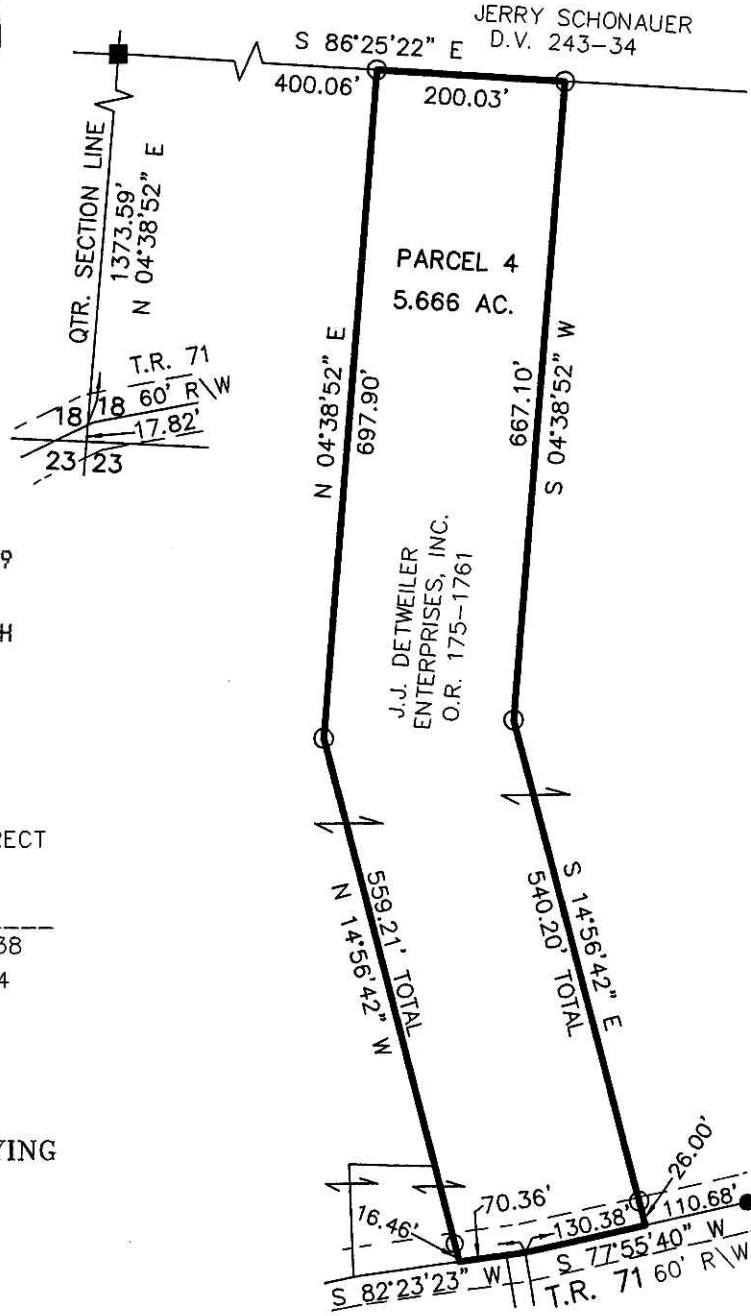 JERRY SCHONAUER
D.V. 243-34
S 86°25'22" E
400.06'
200.03'
QTR. SECTION LINE
1373.59'
N 04°38'52" E
T.R. 71
60' R\W
17.82'
18 18
23 23
PARCEL 4
5.666 AC.
N 04°38'52" E
697.90'
667.10'
S 04°38'52" W
J.J. DETWEILER
ENTERPRISES, INC.
O.R. 175-1761
9
H
RECT
38
4
YING
559.21' TOTAL
N 14°56'42" W
S 14°56'42" E
540.20' TOTAL
26.00'
16.46'
70.36'
130.38'
110.68'
S 82°23'23" W
S 77°55'40" W
T.R. 71 60' R\W